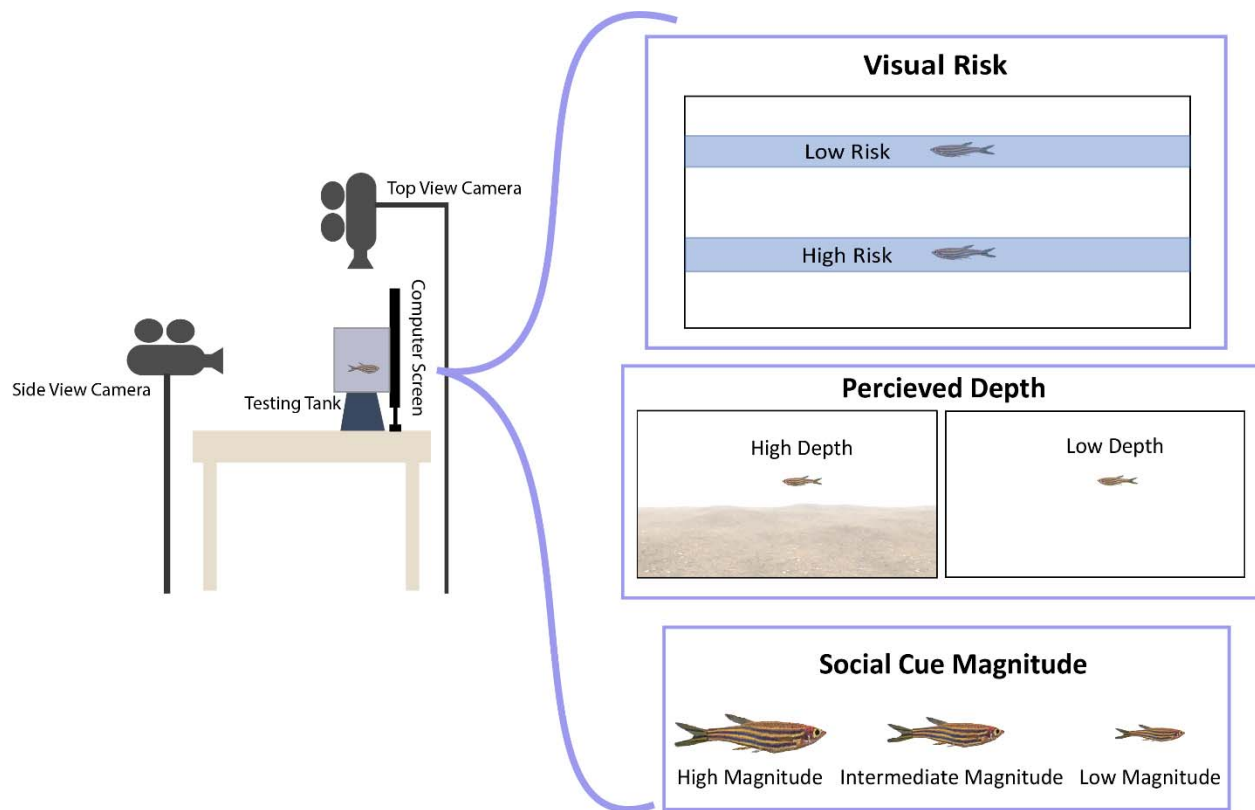 Top View Camera
Side View Camera
Testing Tank
Computer Screen
Visual Risk
Low Risk
High Risk
Percieved Depth
High Depth
Low Depth
Social Cue Magnitude
High Magnitude
Intermediate Magnitude
Low Magnitude